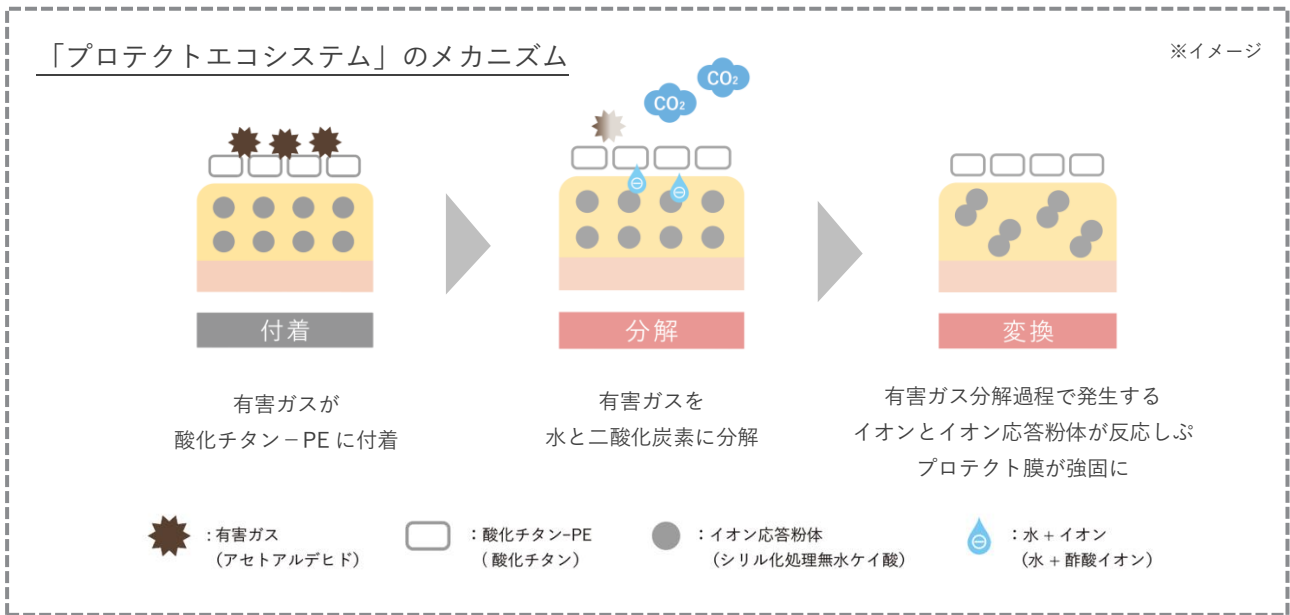 「プロテクトエコシステム」のメカニズム
※イメージ
CO₂
CO₂
付着
分解
変換
有害ガスが
酸化チタン－PE に付着
有害ガスを
水と二酸化炭素に分解
有害ガス分解過程で発生する
イオンとイオン応答粉体が反応しぷ
プロテクト膜が強固に
：有害ガス
（アセトアルデヒド）
：酸化チタン-PE
（酸化チタン）
：イオン応答粉体
（シリル化処理無水ケイ酸）
：水 + イオン
（水 + 酢酸イオン）